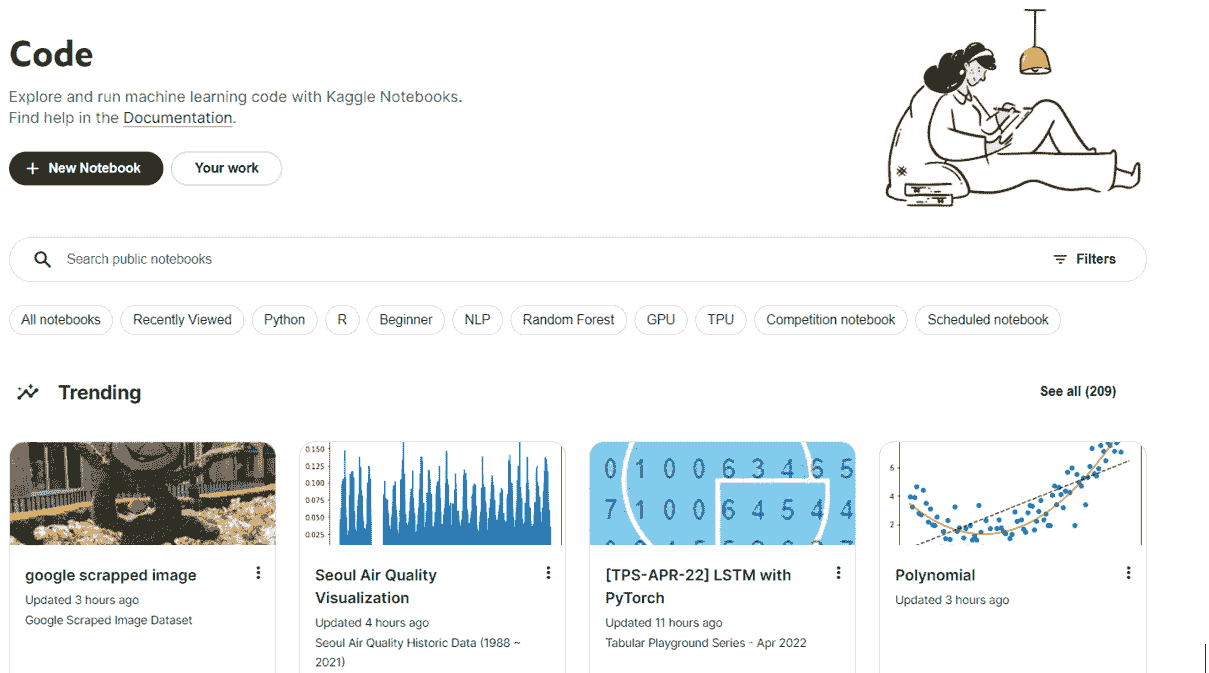 Code
Explore and run machine learning code with Kaggle Notebooks.
Find help in the Documentation.
+ New Notebook
Your work
Search public notebooks
Filters
All notebooks
Recently Viewed
Python
R
Beginner
NLP
Random Forest
GPU
TPU
Competition notebook
Scheduled notebook
Trending
See all (209)
0.150
0.125
0.100
0.075
0.050
0.025
0 1 0 0 6 3 4 6 5
7 1 0 0 6 4 5 4 4
6
4
2
google scrapped image
Updated 3 hours ago
Google Scraped Image Dataset
Seoul Air Quality
Visualization
Updated 4 hours ago
Seoul Air Quality Historic Data (1988 ~
2021)
[TPS-APR-22] LSTM with
PyTorch
Updated 11 hours ago
Tabular Playground Series - Apr 2022
Polynomial
Updated 3 hours ago